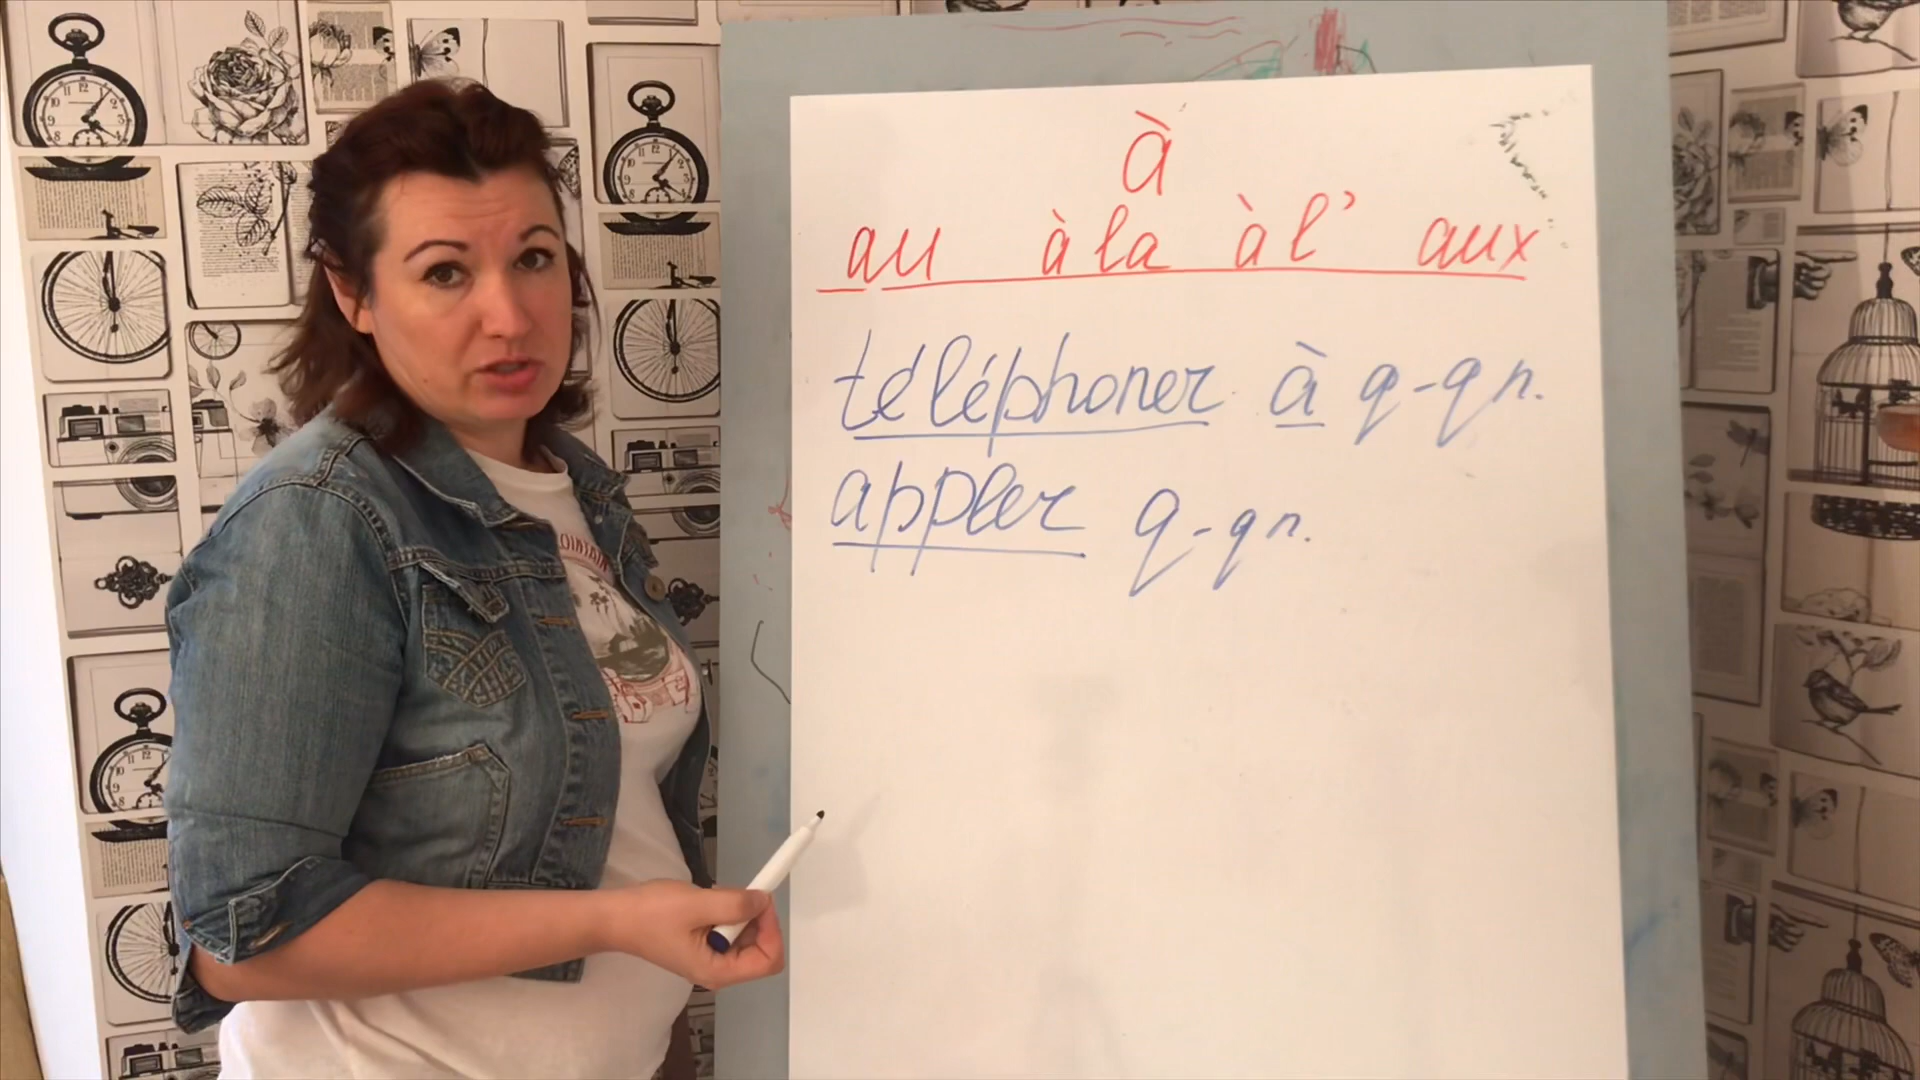 à
au à la à l' aux
téléphoner à q-qn.
appler q-qn.